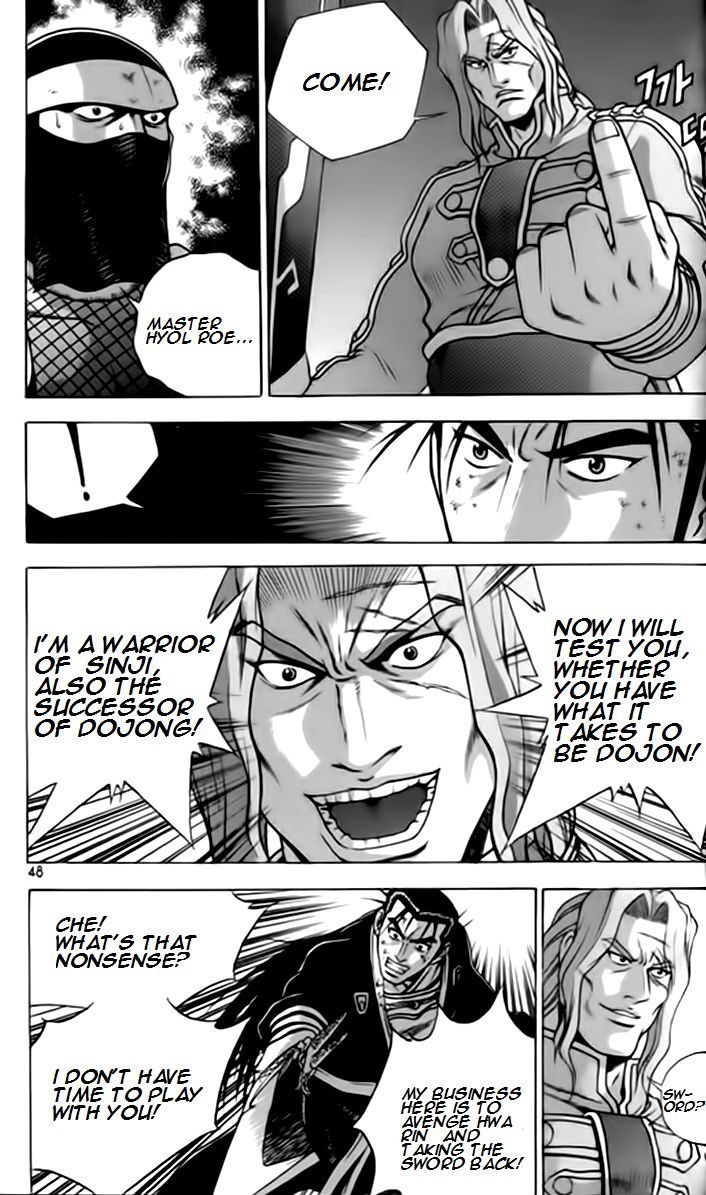 COME!
까
딱
MASTER
HYOL ROE...
!
I'M A WARRIOR
OF SINJI,
ALSO THE
SUCCESSOR
OF DOJONG!
NOW I WILL
TEST YOU,
WHETHER
YOU HAVE
WHAT IT
TAKES TO
BE DOJON!
48
CHE!
WHAT'S THAT
NONSENSE?
I DON'T HAVE
TIME TO PLAY
WITH YOU!
MY BUSINESS
HERE IS TO
AVENGE HWA
RIN AND
TAKING THE
SWORD BACK!
SW-
ORD?